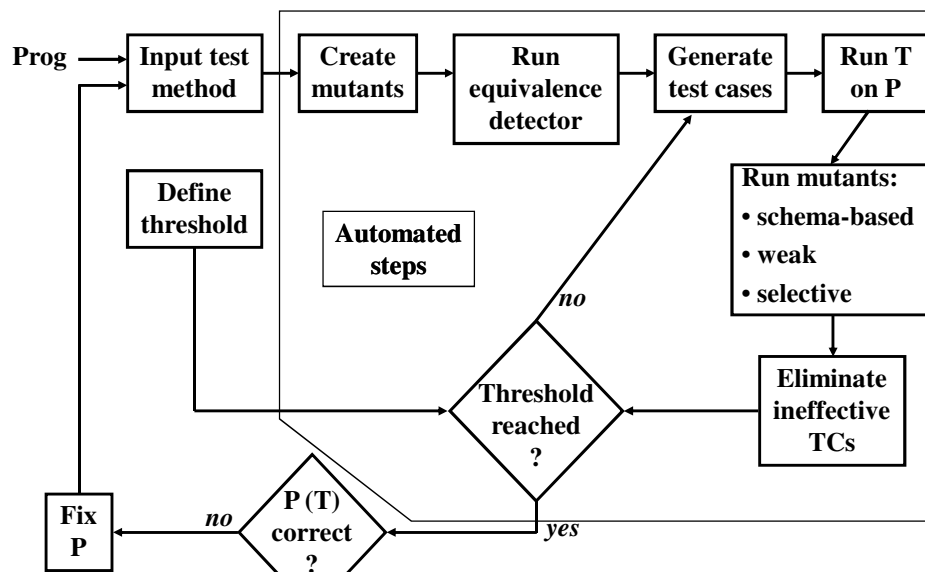 Prog
Input test
method
Create
mutants
Run
equivalence
detector
Generate
test cases
Run T
on P
Define
threshold
Automated
steps
Run mutants:
• schema-based
• weak
• selective
no
Threshold
reached
?
Eliminate
ineffective
TCs
yes
P (T)
correct
?
no
Fix
P